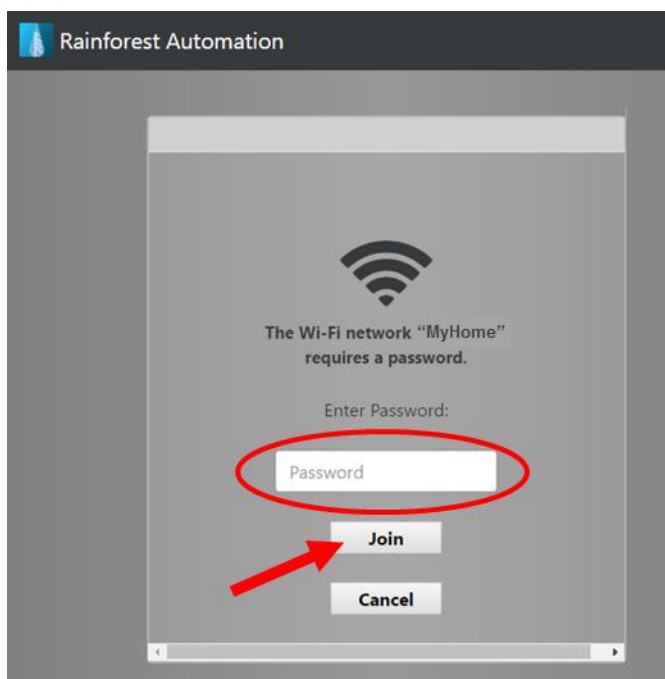 Rainforest Automation
The Wi-Fi network “MyHome”
requires a password.
Enter Password:
Password
Join
Cancel